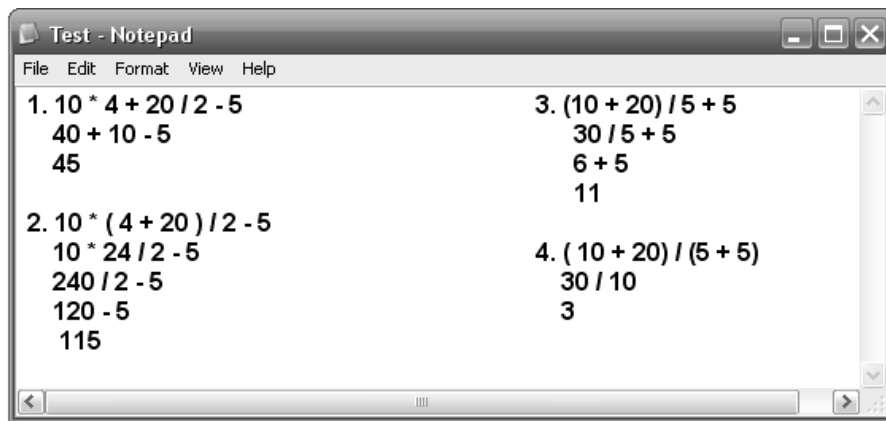 Test - Notepad
File Edit Format View Help
1. 10 * 4 + 20 / 2 - 5
40 + 10 - 5
45
2. 10 * ( 4 + 20 ) / 2 - 5
10 * 24 / 2 - 5
240 / 2 - 5
120 - 5
115
3. (10 + 20) / 5 + 5
30 / 5 + 5
6 + 5
11
4. ( 10 + 20) / (5 + 5)
30 / 10
3